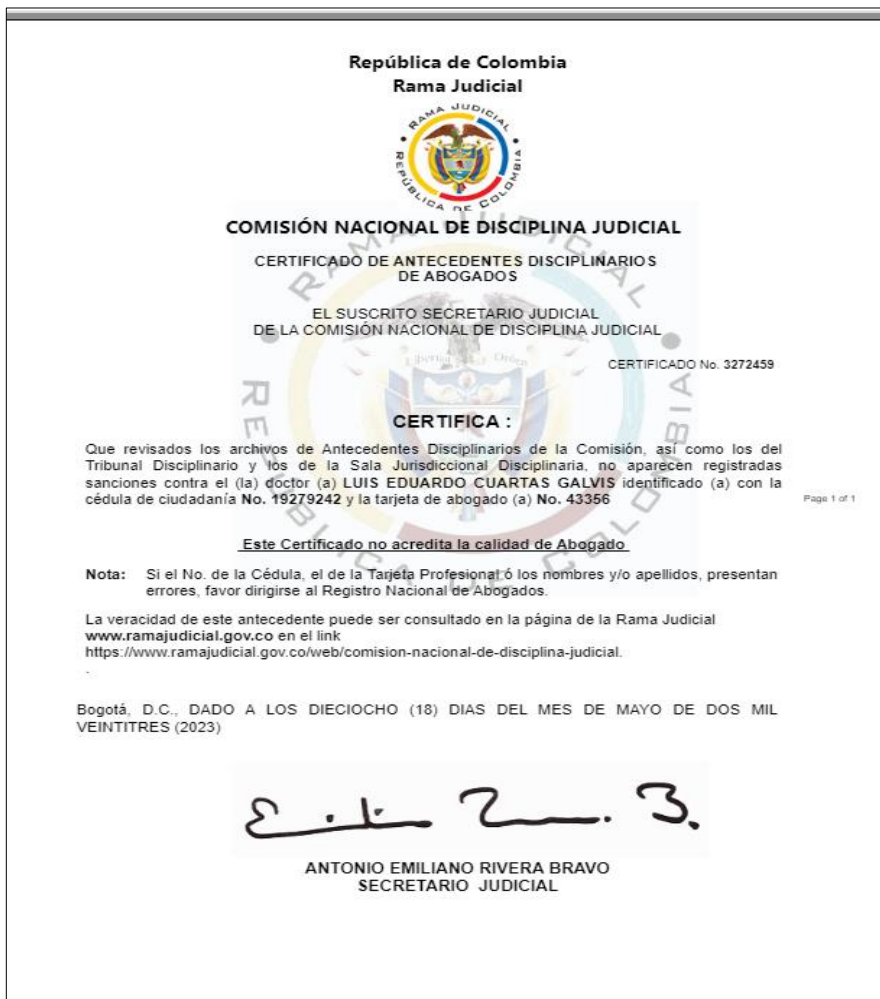 República de Colombia
Rama Judicial
RAMA JUDICIAL
REPÚBLICA DE COLOMBIA
COMISIÓN NACIONAL DE DISCIPLINA JUDICIAL
CERTIFICADO DE ANTECEDENTES DISCIPLINARIOS
DE ABOGADOS
EL SUSCRITO SECRETARIO JUDICIAL
DE LA COMISIÓN NACIONAL DE DISCIPLINA JUDICIAL
Libertad y Orden
CERTIFICADO No. 3272459
RAMA JUDICIAL
REPUBLICA DE COLOMBIA
CERTIFICA :
Que revisados los archivos de Antecedentes Disciplinarios de la Comisión, así como los del
Tribunal Disciplinario y los de la Sala Jurisdiccional Disciplinaria, no aparecen registradas
sanciones contra el (la) doctor (a) LUIS EDUARDO CUARTAS GALVIS identificado (a) con la
cédula de ciudadanía No. 19279242 y la tarjeta de abogado (a) No. 43356
Page 1 of 1
Este Certificado no acredita la calidad de Abogado
Nota: Si el No. de la Cédula, el de la Tarjeta Profesional ó los nombres y/o apellidos, presentan
errores, favor dirigirse al Registro Nacional de Abogados.
La veracidad de este antecedente puede ser consultado en la página de la Rama Judicial
www.ramajudicial.gov.co en el link
https://www.ramajudicial.gov.co/web/comision-nacional-de-disciplina-judicial.
.
Bogotá, D.C., DADO A LOS DIECIOCHO (18) DIAS DEL MES DE MAYO DE DOS MIL
VEINTITRES (2023)
ANTONIO EMILIANO RIVERA BRAVO
SECRETARIO JUDICIAL